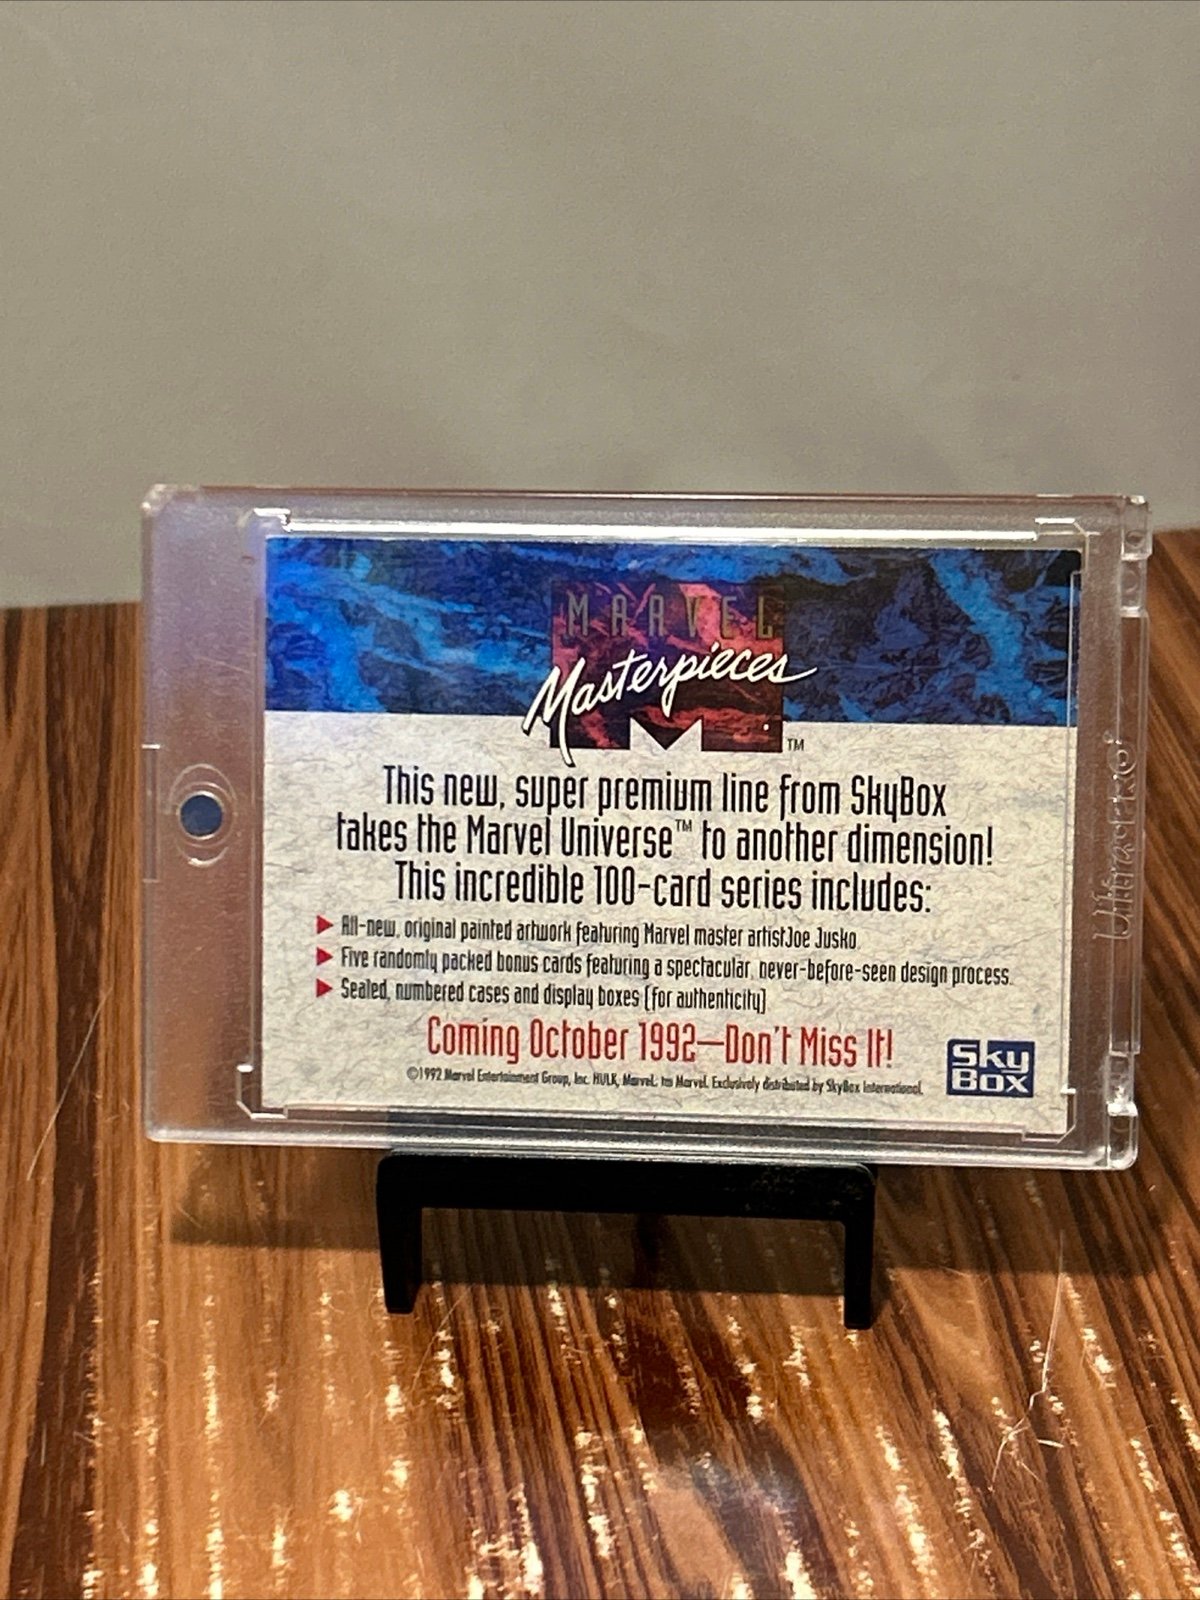 MARVEL
Masterpieces
TM
This new, super premium line from SkyBox
takes the Marvel Universe™ to another dimension!
This incredible 100-card series includes:
▶ All-new, original painted artwork featuring Marvel master artist Joe Jusko.
▶ Five randomly packed bonus cards featuring a spectacular, never-before-seen design process.
▶ Sealed, numbered cases and display boxes (for authenticity)
Coming October 1992—Don't Miss It!
©1992 Marvel Entertainment Group, Inc. HULK, Marvel: tms Marvel. Exclusively distributed by SkyBox International.
Sky
Box
Ultra•PRO